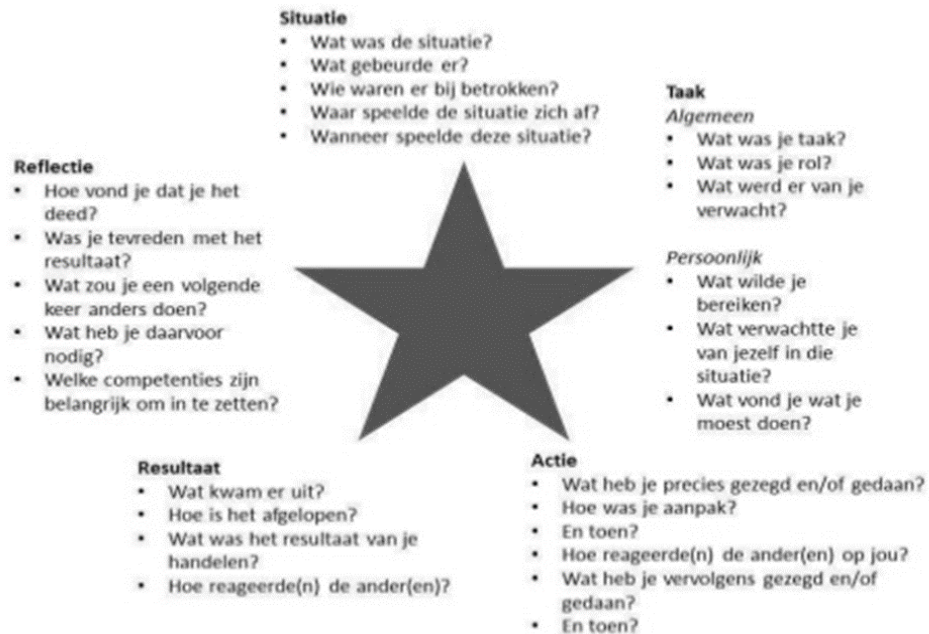 Situatie
• Wat was de situatie?
• Wat gebeurde er?
• Wie waren er bij betrokken?
• Waar speelde de situatie zich af?
• Wanneer speelde deze situatie?
Taak
Algemeen
• Wat was je taak?
• Wat was je rol?
• Wat werd er van je
verwacht?
Persoonlijk
• Wat wilde je
bereiken?
• Wat verwachtte je
van jezelf in die
situatie?
• Wat vond je wat je
moest doen?
Actie
• Wat heb je precies gezegd en/of gedaan?
• Hoe was je aanpak?
• En toen?
• Hoe reageerde(n) de ander(en) op jou?
• Wat heb je vervolgens gezegd en/of
gedaan?
• En toen?
Resultaat
• Wat kwam er uit?
• Hoe is het afgelopen?
• Wat was het resultaat van je
handelen?
• Hoe reageerde(n) de ander(en)?
Reflectie
• Hoe vond je dat je het
deed?
• Was je tevreden met het
resultaat?
• Wat zou je een volgende
keer anders doen?
• Wat heb je daarvoor
nodig?
• Welke competenties zijn
belangrijk om in te zetten?